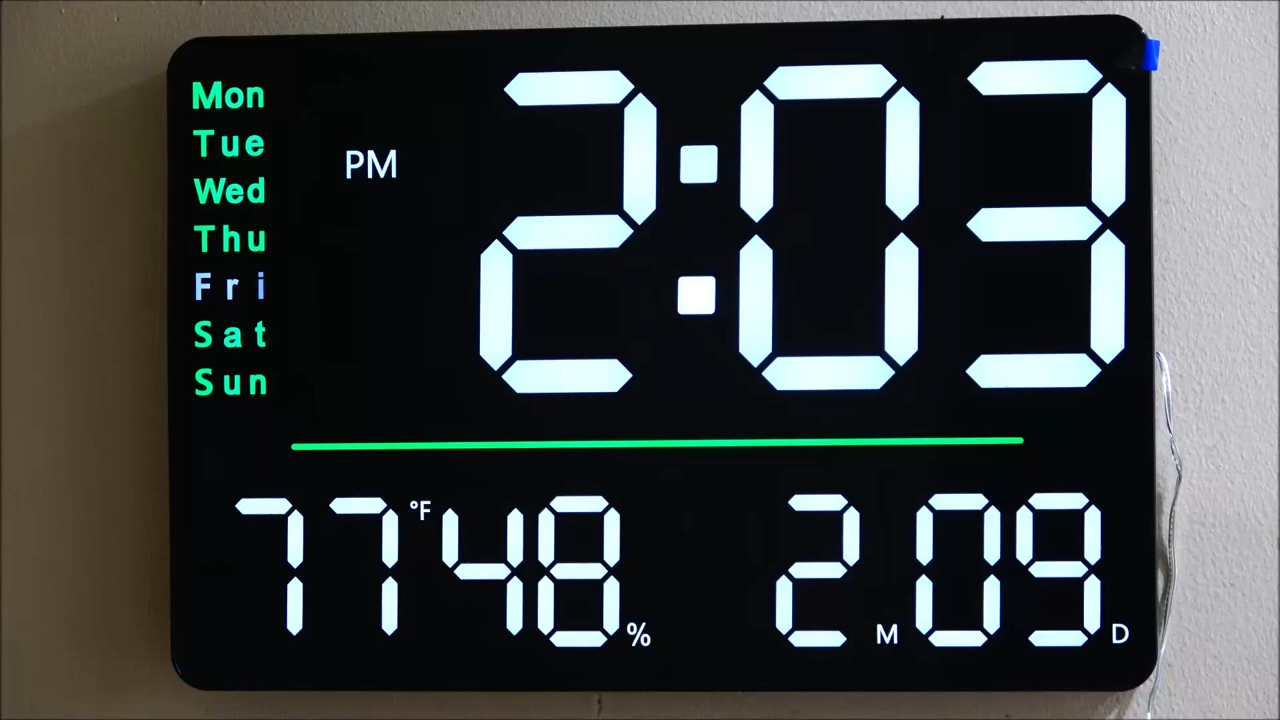 Mon
Tue
Wed
Thu
Fri
Sat
Sun
PM 2:03
77 °F 48 % 2 M 09 D